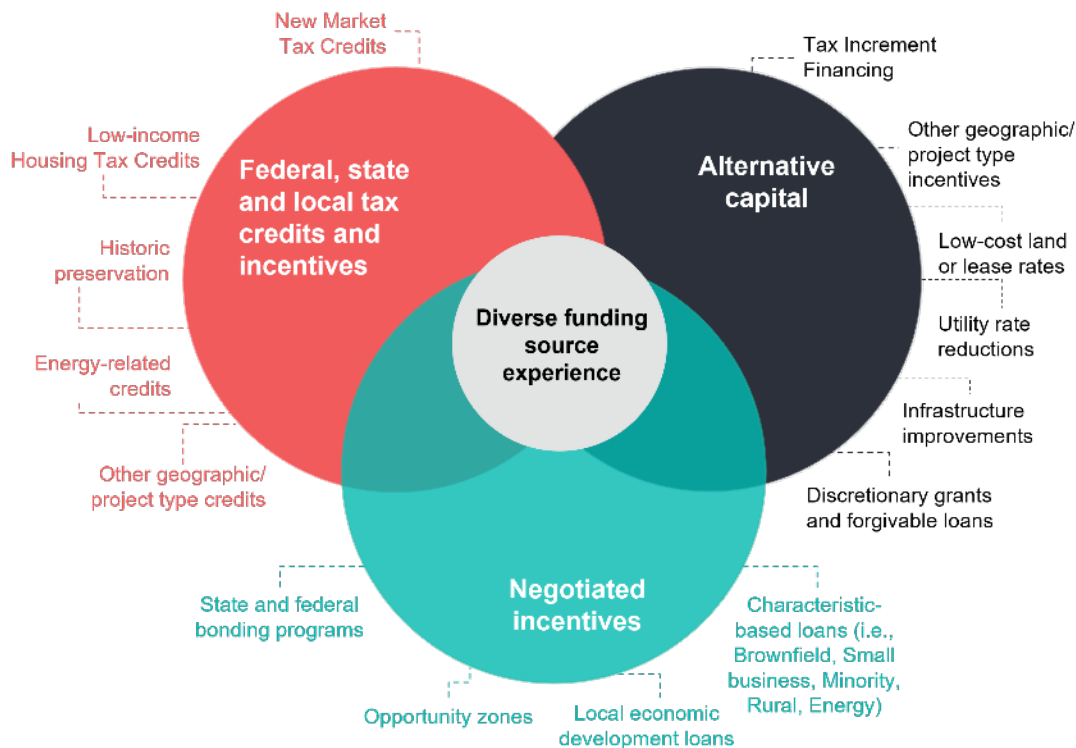 New Market
Tax Credits
Low-income
Housing Tax Credits
Historic
preservation
Energy-related
credits
Other geographic/
project type credits
Federal, state
and local tax
credits and
incentives
Alternative
capital
Tax Increment
Financing
Other geographic/
project type
incentives
Low-cost land
or lease rates
Utility rate
reductions
Infrastructure
improvements
Discretionary grants
and forgivable loans
Diverse funding
source
experience
Negotiated
incentives
State and federal
bonding programs
Opportunity zones
Local economic
development loans
Characteristic-
based loans (i.e.,
Brownfield, Small
business, Minority,
Rural, Energy)